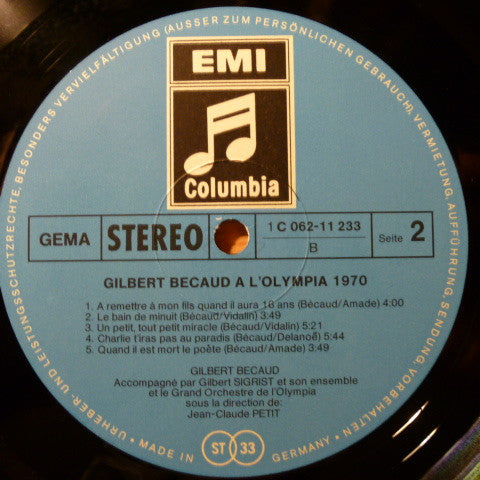 EMI
Columbia
GEMA
STEREO
1 C 062-11 233
B
Seite 2
GILBERT BECAUD A L'OLYMPIA 1970
1. A remettre à mon fils quand il aura 18 ans (Bécaud/Amade) 4:00
2. Le bain de minuit (Bécaud/Vidalin) 3:49
3. Un petit, tout petit miracle (Bécaud/Vidalin) 5:21
4. Charlie t'iras pas au paradis (Bécaud/Delanoë) 5:44
5. Quand il est mort le poète (Bécaud/Amade) 3:49
GILBERT BECAUD
Accompagné par Gilbert SIGRIST et son ensemble
et le Grand Orchestre de l'Olympia
sous la direction de:
Jean-Claude PETIT
URHEBER- UND LEISTUNGSSCHUTZRECHTE, BESONDERS VERVIELFÄLTIGUNG (AUSSER ZUM PERSÖNLICHEN GEBRAUCH), VERMIETUNG, AUFFÜHRUNG, SENDUNG, VORBEHALTEN
MADE IN ST 33 GERMANY